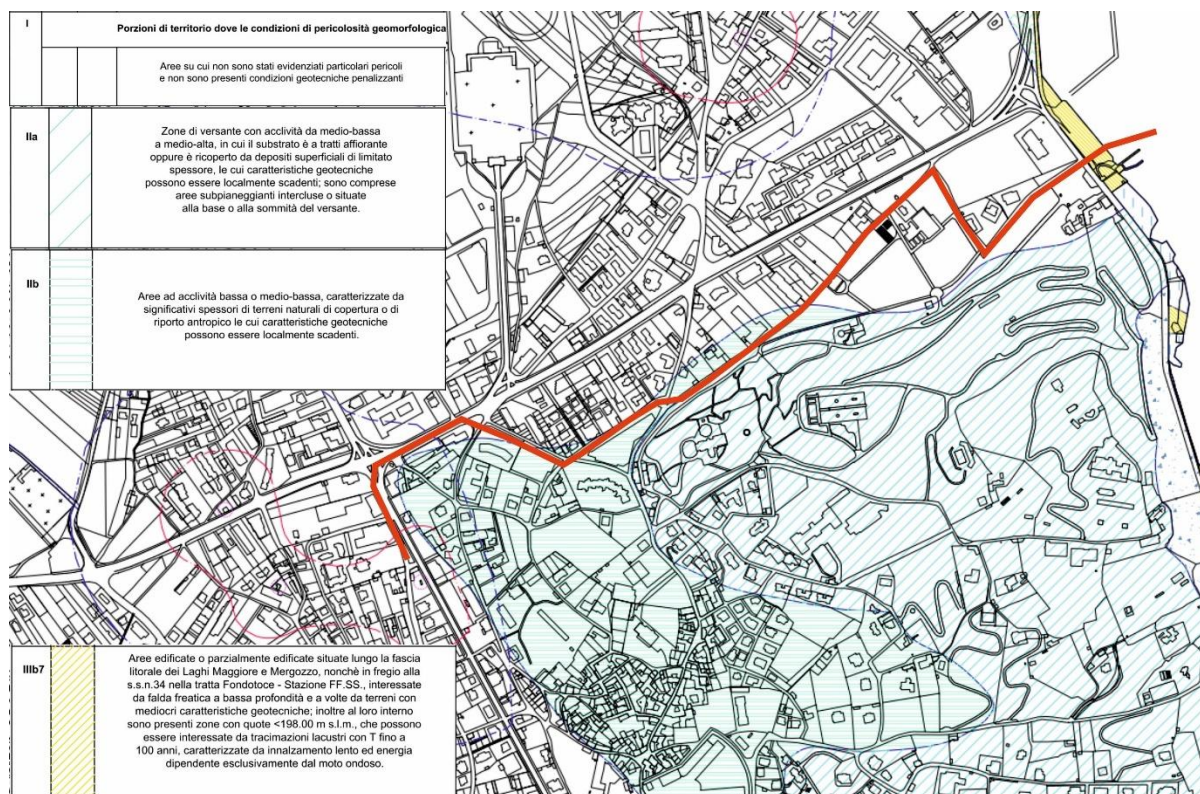 I
Porzioni di territorio dove le condizioni di pericolosità geomorfologica
Aree su cui non sono stati evidenziati particolari pericoli
e non sono presenti condizioni geotecniche penalizzanti
IIa
Zone di versante con acclività da medio-bassa
a medio-alta, in cui il substrato è a tratti affiorante
oppure è ricoperto da depositi superficiali di limitato
spessore, le cui caratteristiche geotecniche
possono essere localmente scadenti; sono comprese
aree subpianeggianti intercluse o situate
alla base o alla sommità del versante.
IIb
Aree ad acclività bassa o medio-bassa, caratterizzate da
significativi spessori di terreni naturali di copertura o di
riporto antropico le cui caratteristiche geotecniche
possono essere localmente scadenti.
IIIb7
Aree edificate o parzialmente edificate situate lungo la fascia
litorale dei Laghi Maggiore e Mergozzo, nonchè in fregio alla
s.s.n.34 nella tratta Fondotoce - Stazione FF.SS., interessate
da falda freatica a bassa profondità e a volte da terreni con
mediocri caratteristiche geotecniche; inoltre al loro interno
sono presenti zone con quote <198.00 m s.l.m., che possono
essere interessate da tracimazioni lacustri con T fino a
100 anni, caratterizzate da innalzamento lento ed energia
dipendente esclusivamente dal moto ondoso.